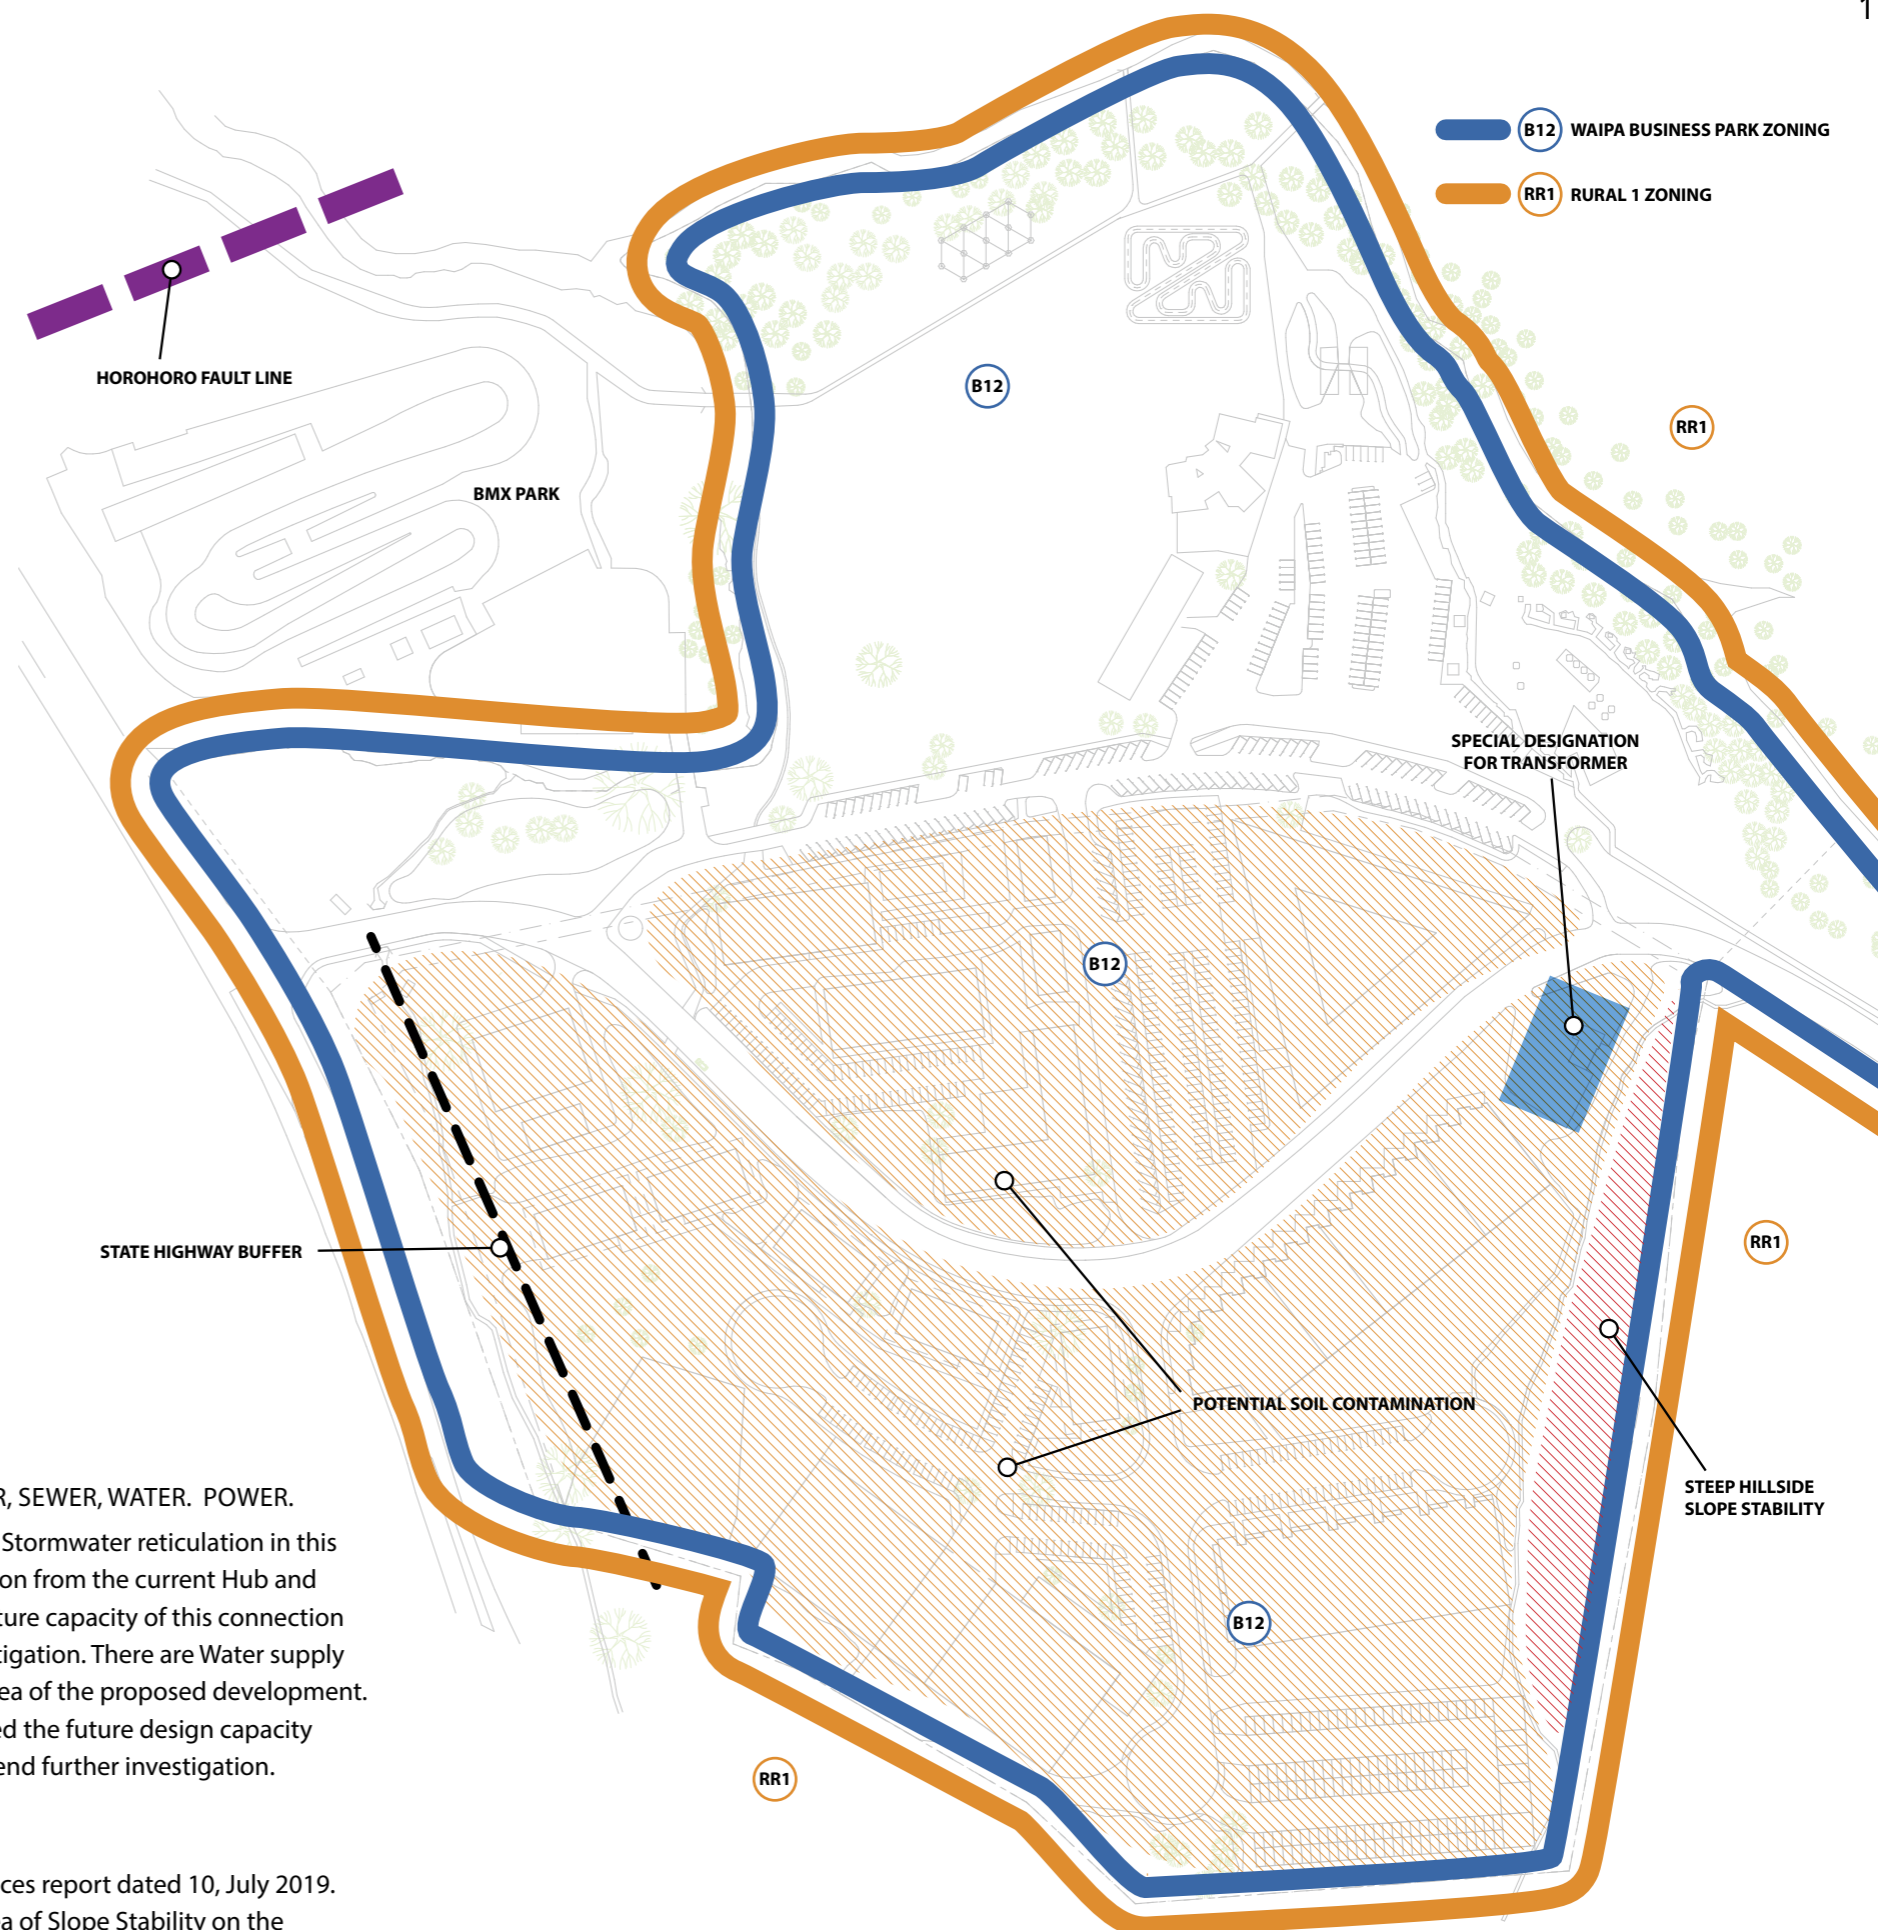 1
B12 WAIPA BUSINESS PARK ZONING
RR1 RURAL 1 ZONING
HOROHORO FAULT LINE
B12
RR1
BMX PARK
SPECIAL DESIGNATION
FOR TRANSFORMER
B12
STATE HIGHWAY BUFFER
RR1
POTENTIAL SOIL CONTAMINATION
STEEP HILLSIDE
SLOPE STABILITY
B12
RR1
R, SEWER, WATER. POWER.
Stormwater reticulation in this
on from the current Hub and
ture capacity of this connection
tigation. There are Water supply
ea of the proposed development.
ed the future design capacity
end further investigation.
ces report dated 10, July 2019.
a of Slope Stability on the